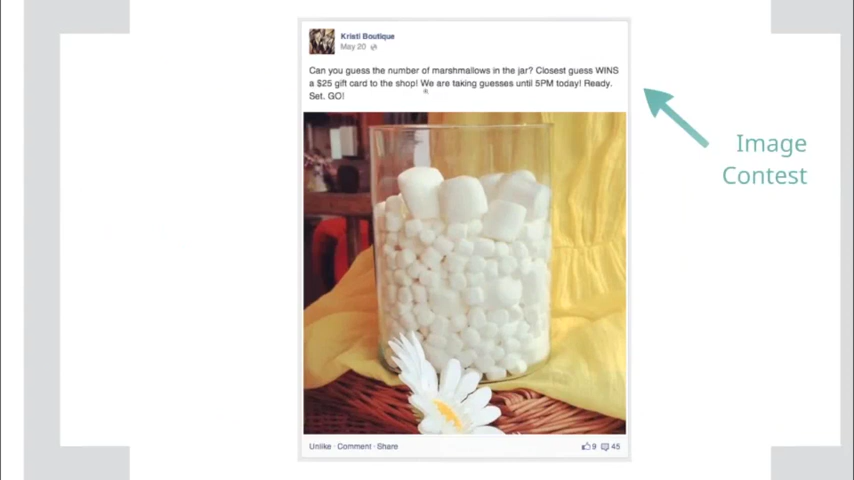 Kristi Boutique
May 20
Can you guess the number of marshmallows in the jar? Closest guess WINS
a $25 gift card to the shop! We are taking guesses until 5PM today! Ready.
Set. GO!
Image
Contest
Unlike · Comment · Share
9 45